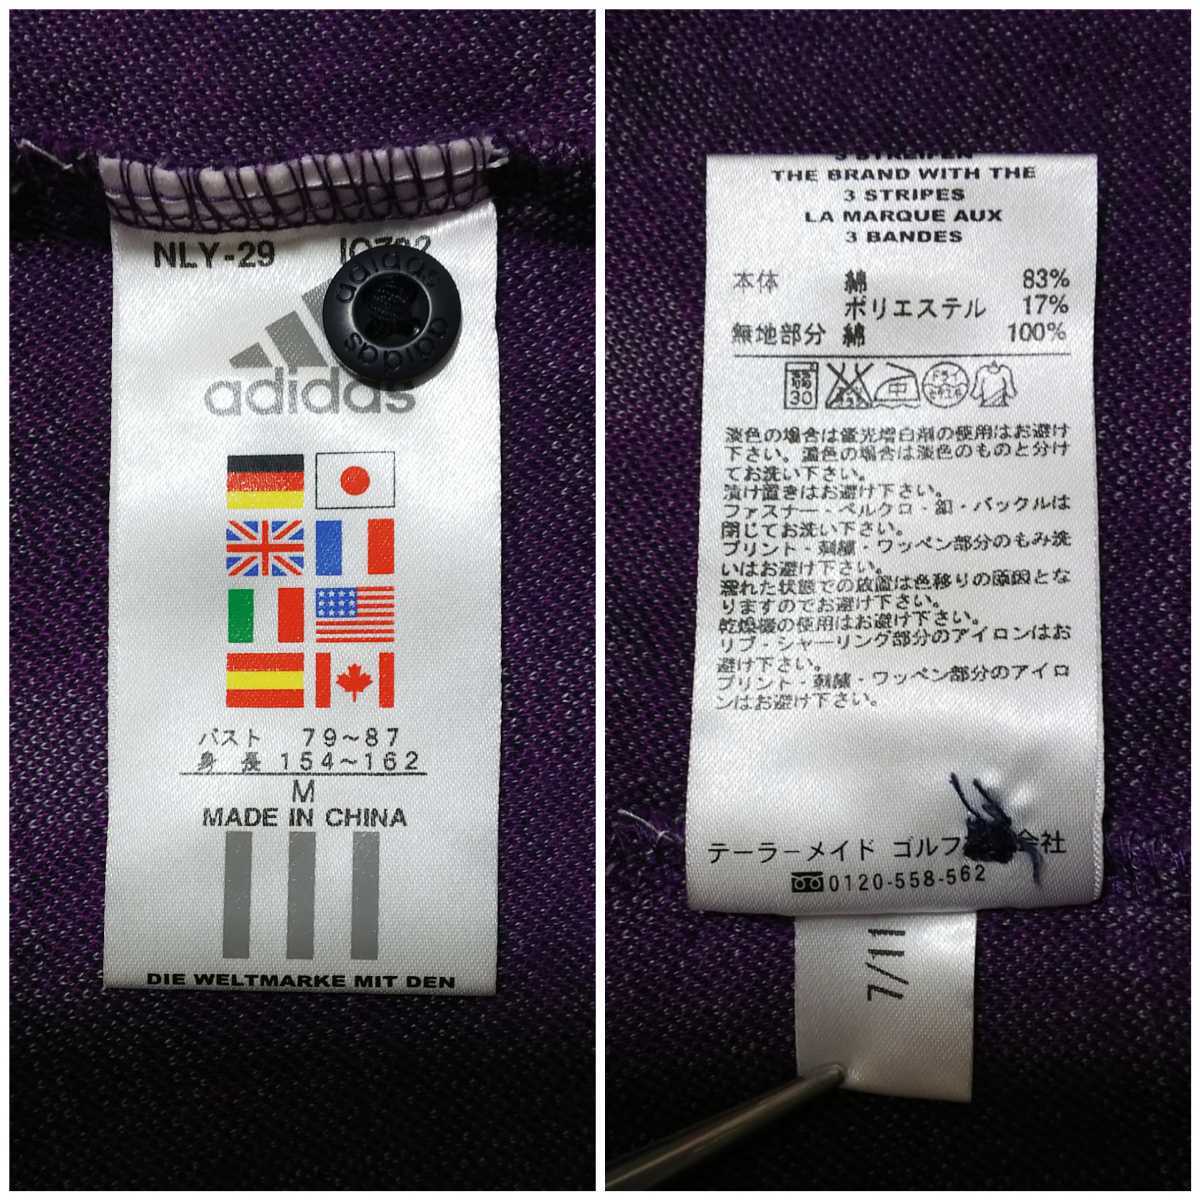 NLY-29
adidas
adidas
adidas
バスト 79～87
身 長 154～162
M
MADE IN CHINA
DIE WELTMARKE MIT DEN
3 STREIFEN
THE BRAND WITH THE
3 STRIPES
LA MARQUE AUX
3 BANDES
本体 綿 83%
ポリエステル 17%
無地部分 綿 100%
30
中
淡色の場合は蛍光増白剤の使用はお避け
下さい。濃色の場合は淡色のものと分け
てお洗い下さい。
漬け置きはお避け下さい。
ファスナー・ベルクロ・釦・バックルは
閉じてお洗い下さい。
プリント・刺繍・ワッペン部分のもみ洗
いはお避け下さい。
濡れた状態での放置は色移りの原因とな
りますのでお避け下さい。
乾燥機の使用はお避け下さい。
リブ・シャーリング部分のアイロンはお
避け下さい。
プリント・刺繍・ワッペン部分のアイロ
ンはお避け下さい。
テーラーメイド ゴルフ 会社
0120-558-562
7/11